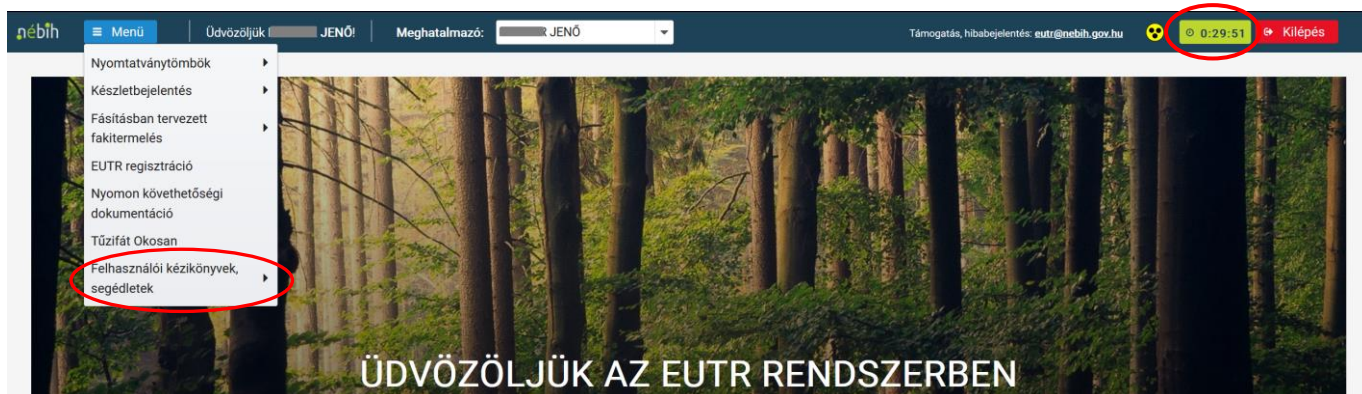 nébih
Menü
Üdvözöljük JENŐ!
Meghatalmazó:
JENŐ
Támogatás, hibabejelentés: eutr@nebih.gov.hu
0:29:51
Kilépés
Nyomtatványtömbök
Készletbejelentés
Fásításban tervezett
fakitermelés
EUTR regisztráció
Nyomon követhetőségi
dokumentáció
Tűzifát Okosan
Felhasználói kézikönyvek,
segédletek
ÜDVÖZÖLJÜK AZ EUTR RENDSZERBEN